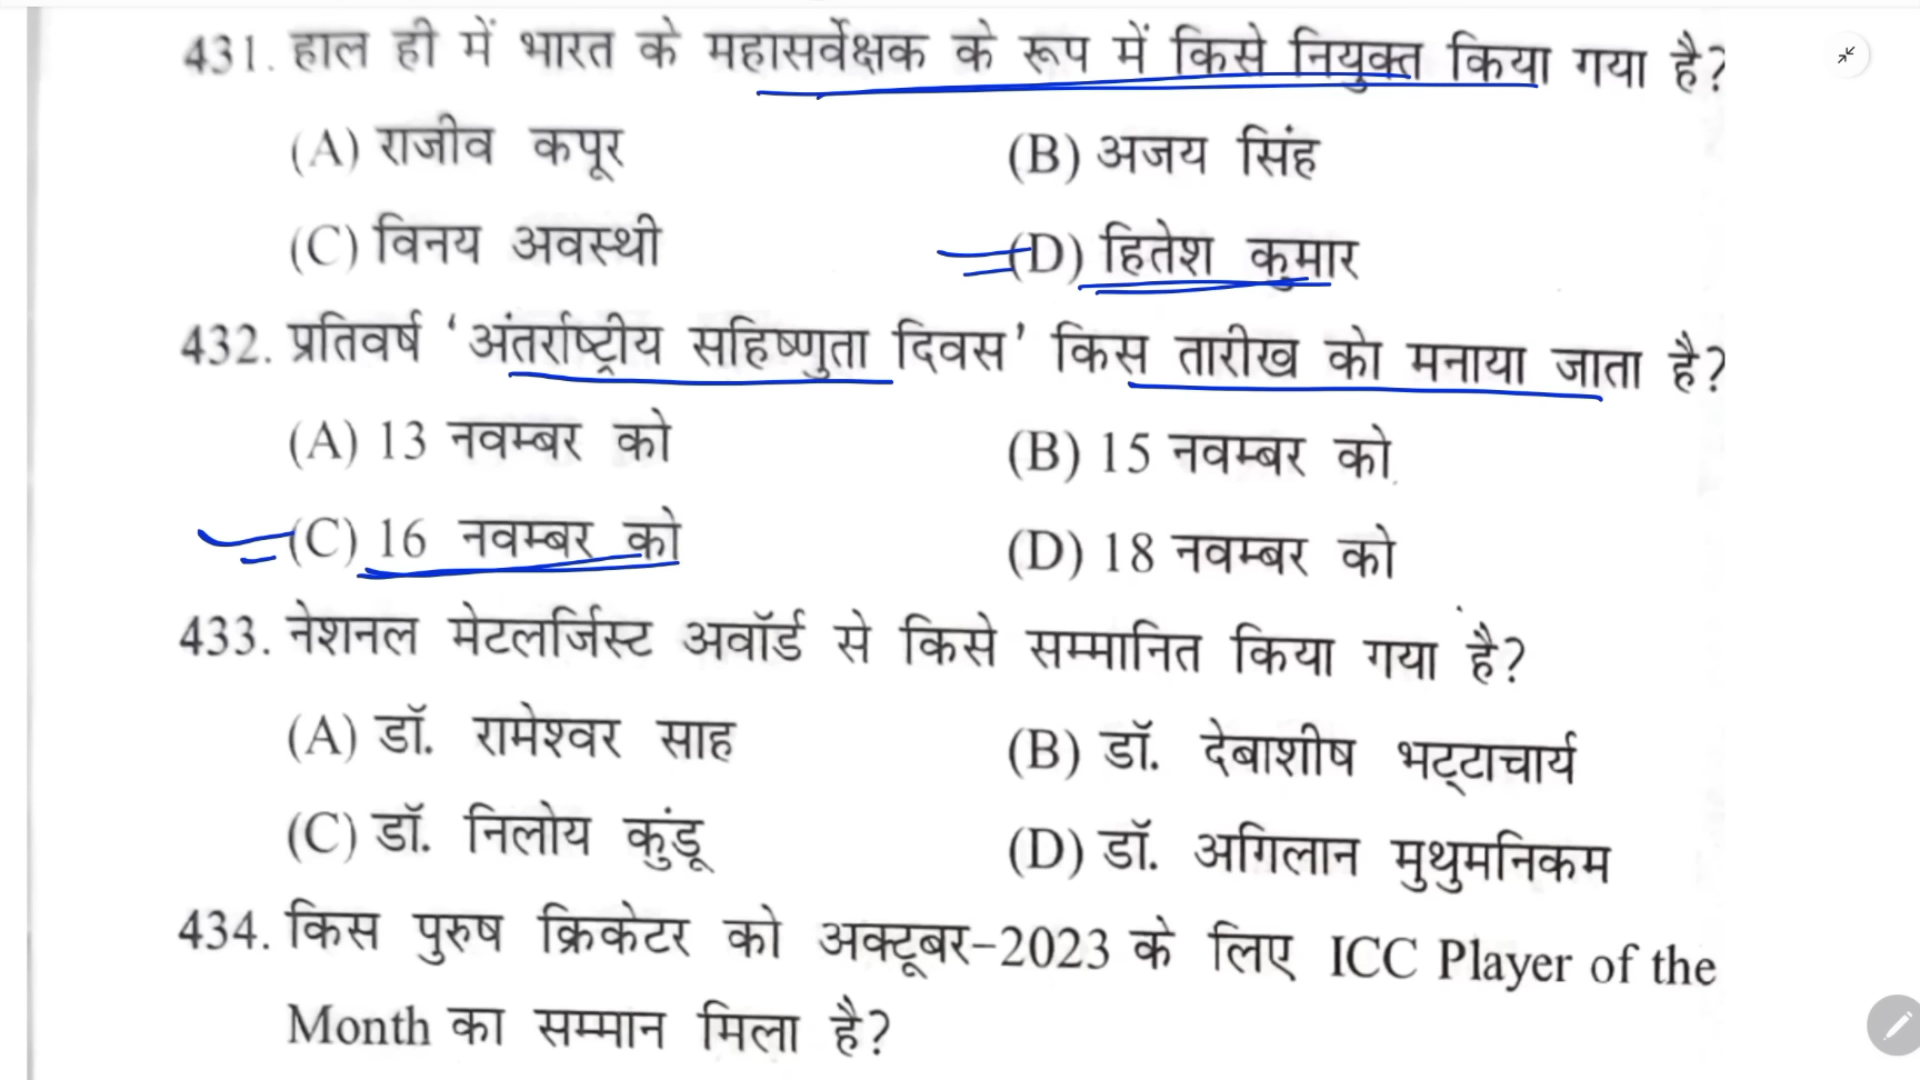 431. हाल ही में भारत के महासर्वेक्षक के रूप में किसे नियुक्त किया गया है?
(A) राजीव कपूर (B) अजय सिंह
(C) विनय अवस्थी (D) हितेश कुमार
432. प्रतिवर्ष ‘अंतर्राष्ट्रीय सहिष्णुता दिवस’ किस तारीख को मनाया जाता है?
(A) 13 नवम्बर को (B) 15 नवम्बर को
(C) 16 नवम्बर को (D) 18 नवम्बर को
433. नेशनल मेटलर्जिस्ट अवॉर्ड से किसे सम्मानित किया गया है?
(A) डॉ. रामेश्वर साह (B) डॉ. देबाशीष भट्टाचार्य
(C) डॉ. निलोय कुंडू (D) डॉ. अगिलान मुथुमनिकम
434. किस पुरुष क्रिकेटर को अक्टूबर-2023 के लिए ICC Player of the
Month का सम्मान मिला है?